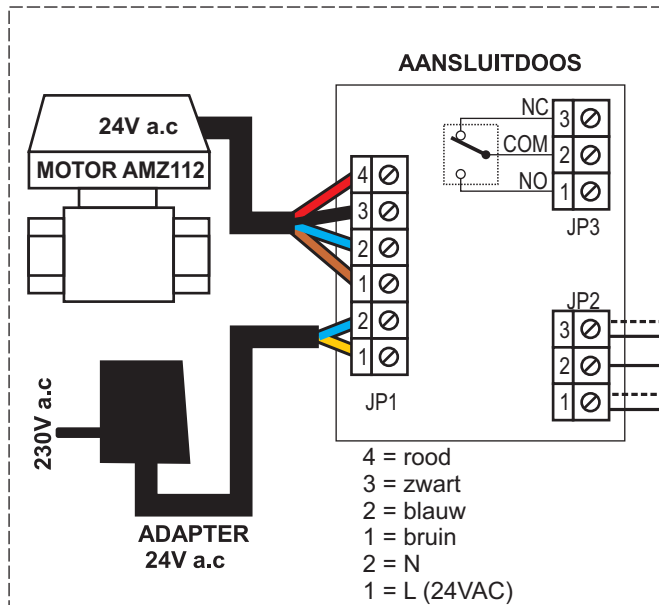 AANSLUITDOOS
24V a.c
MOTOR AMZ112
NC
3
COM
2
NO
1
JP3
4
3
2
1
2
1
JP1
JP2
3
2
1
230V a.c
ADAPTER
24V a.c
4 = rood
3 = zwart
2 = blauw
1 = bruin
2 = N
1 = L (24VAC)